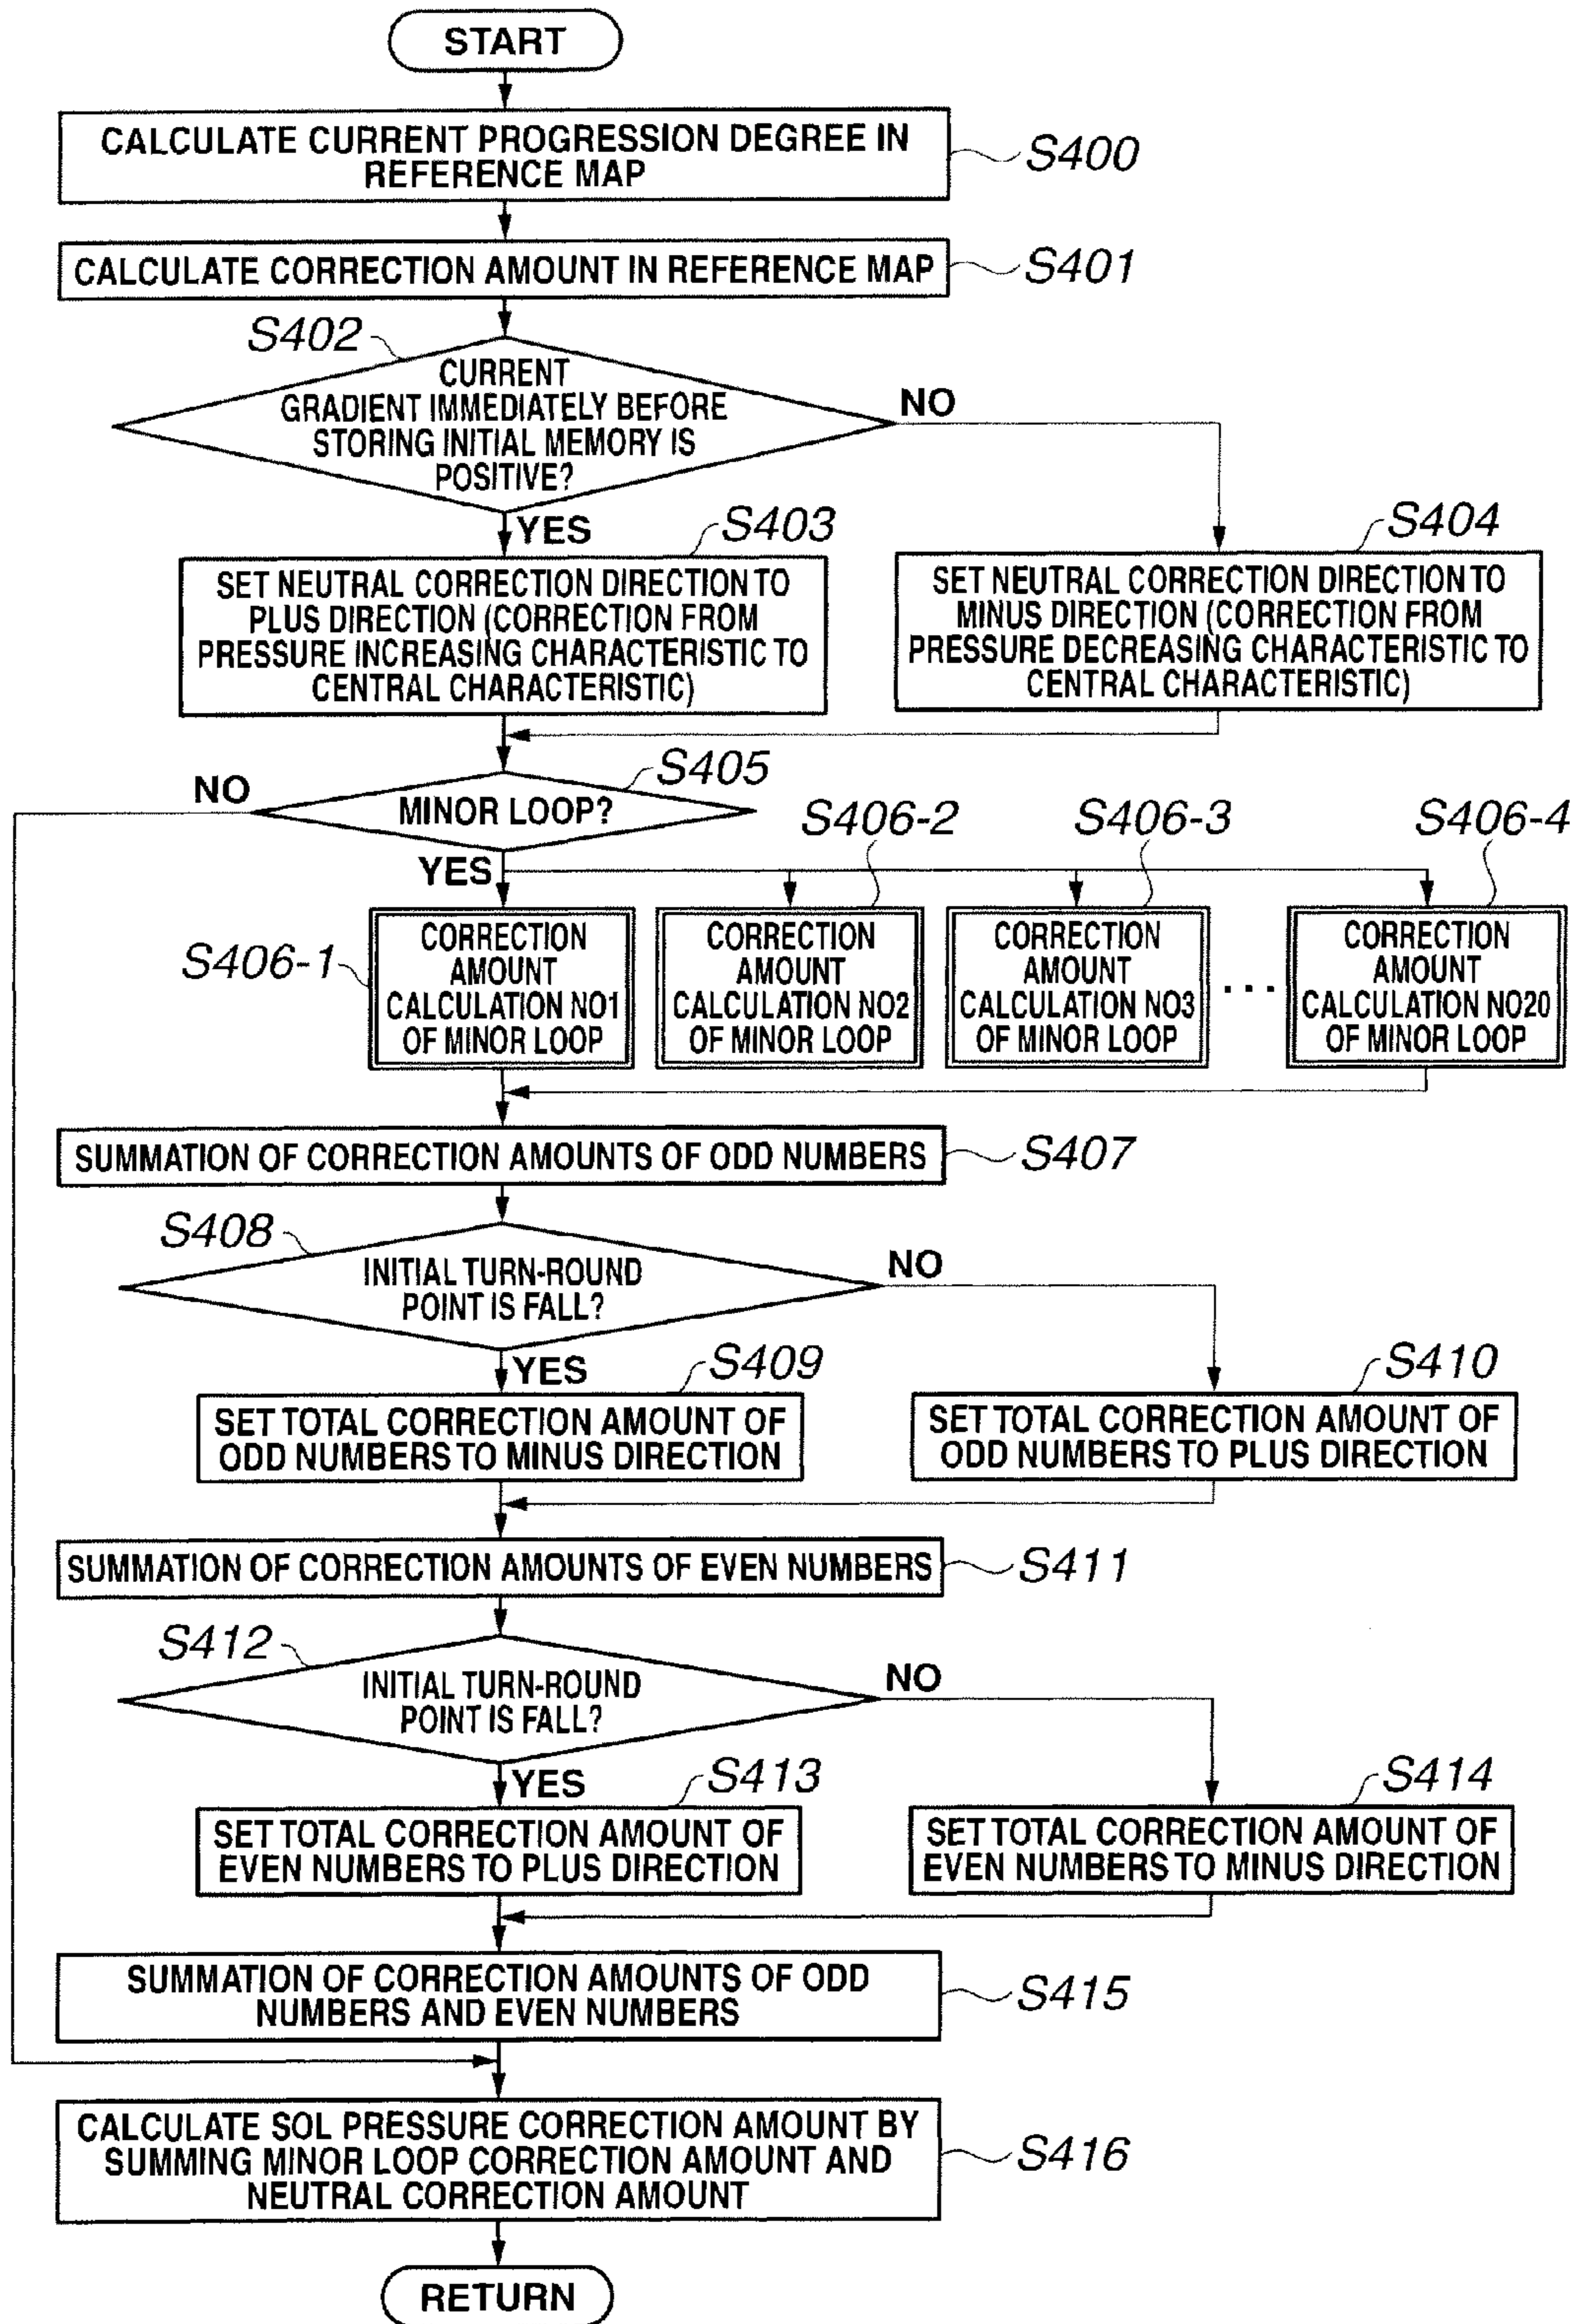 START
CALCULATE CURRENT PROGRESSION DEGREE IN
REFERENCE MAP
S400
CALCULATE CORRECTION AMOUNT IN REFERENCE MAP
S401
S402
CURRENT
GRADIENT IMMEDIATELY BEFORE
STORING INITIAL MEMORY IS
POSITIVE?
NO
YES
S403
SET NEUTRAL CORRECTION DIRECTION TO
PLUS DIRECTION (CORRECTION FROM
PRESSURE INCREASING CHARACTERISTIC TO
CENTRAL CHARACTERISTIC)
S404
SET NEUTRAL CORRECTION DIRECTION TO
MINUS DIRECTION (CORRECTION FROM
PRESSURE DECREASING CHARACTERISTIC TO
CENTRAL CHARACTERISTIC)
S405
NO
MINOR LOOP?
YES
S406-1
CORRECTION
AMOUNT
CALCULATION NO1
OF MINOR LOOP
S406-2
CORRECTION
AMOUNT
CALCULATION NO2
OF MINOR LOOP
S406-3
CORRECTION
AMOUNT
CALCULATION NO3
OF MINOR LOOP
...
S406-4
CORRECTION
AMOUNT
CALCULATION NO20
OF MINOR LOOP
SUMMATION OF CORRECTION AMOUNTS OF ODD NUMBERS
S407
S408
INITIAL TURN-ROUND
POINT IS FALL?
NO
YES
S409
SET TOTAL CORRECTION AMOUNT OF
ODD NUMBERS TO MINUS DIRECTION
S410
SET TOTAL CORRECTION AMOUNT OF
ODD NUMBERS TO PLUS DIRECTION
SUMMATION OF CORRECTION AMOUNTS OF EVEN NUMBERS
S411
S412
INITIAL TURN-ROUND
POINT IS FALL?
NO
YES
S413
SET TOTAL CORRECTION AMOUNT OF
EVEN NUMBERS TO PLUS DIRECTION
S414
SET TOTAL CORRECTION AMOUNT OF
EVEN NUMBERS TO MINUS DIRECTION
SUMMATION OF CORRECTION AMOUNTS OF ODD
NUMBERS AND EVEN NUMBERS
S415
CALCULATE SOL PRESSURE CORRECTION AMOUNT BY
SUMMING MINOR LOOP CORRECTION AMOUNT AND
NEUTRAL CORRECTION AMOUNT
S416
RETURN